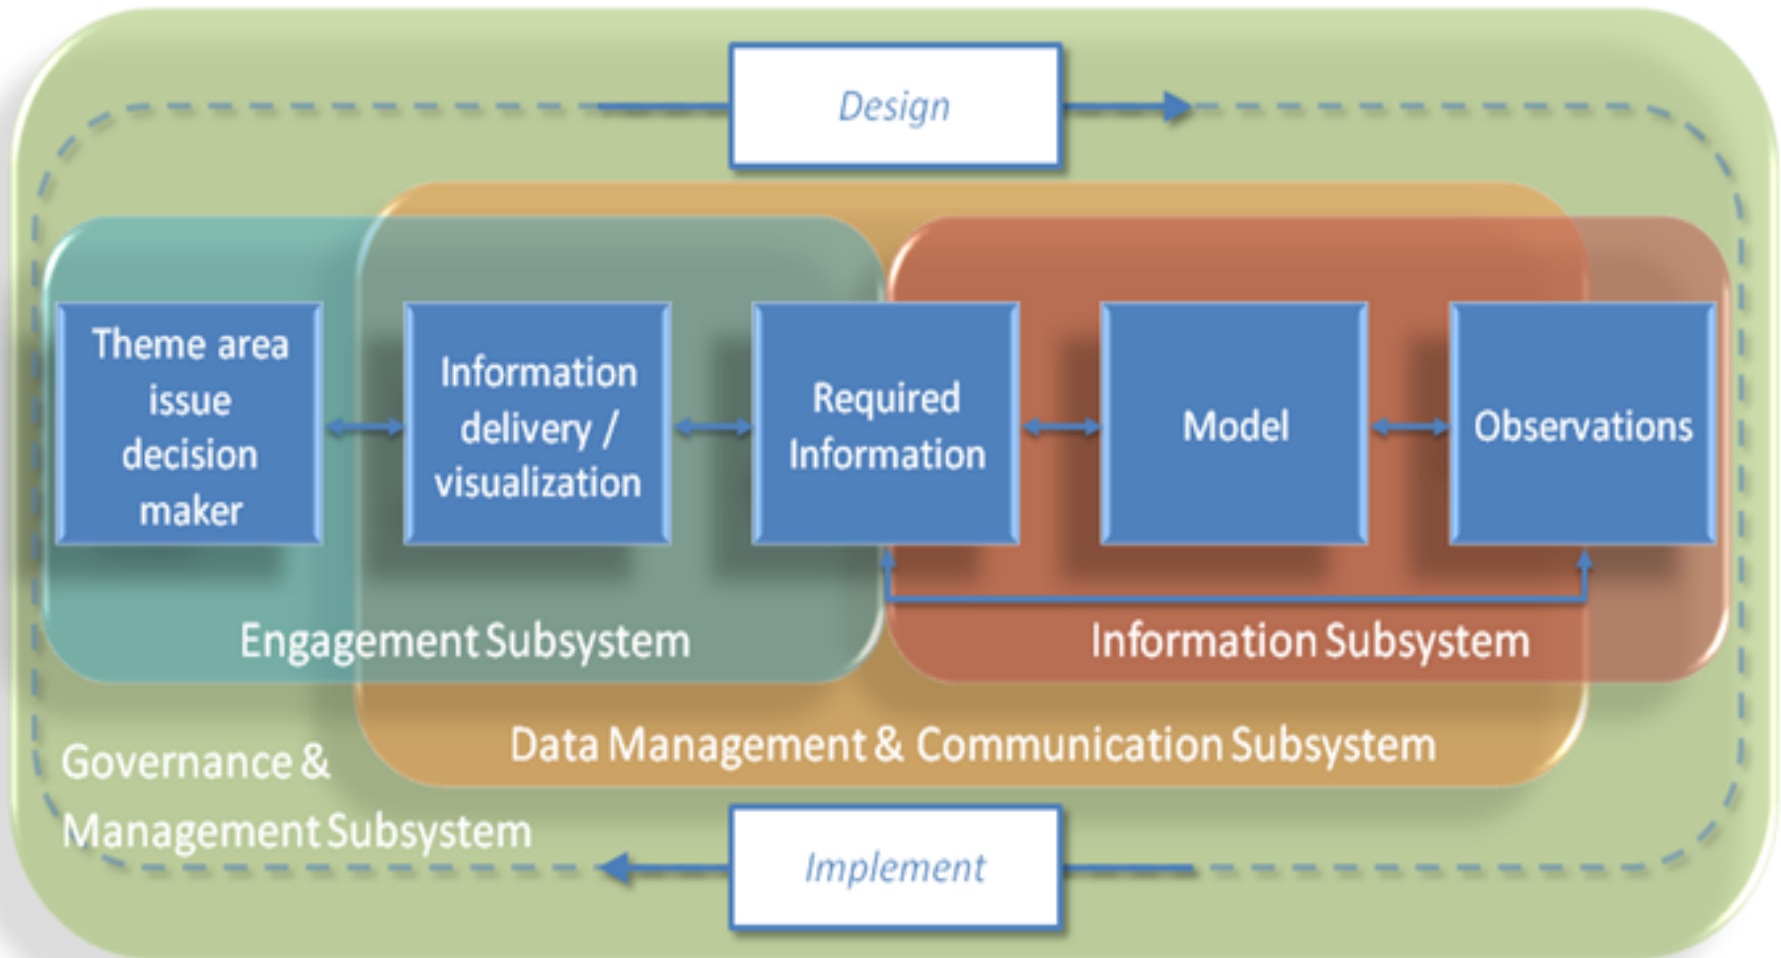 Design
Theme area
issue
decision
maker
Information
delivery /
visualization
Required
Information
Model
Observations
Engagement Subsystem
Information Subsystem
Data Management & Communication Subsystem
Governance &
Management Subsystem
Implement